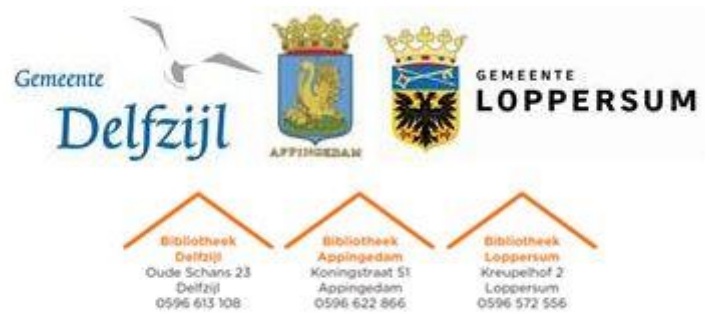 Gemeente
Delfzijl
APPINGEDAM
GEMEENTE
LOPPERSUM
Bibliotheek
Delfzijl
Oude Schans 23
Delfzijl
0596 613 108
Bibliotheek
Appingedam
Koningstraat 51
Appingedam
0596 622 866
Bibliotheek
Loppersum
Kreupelhof 2
Loppersum
0596 572 556